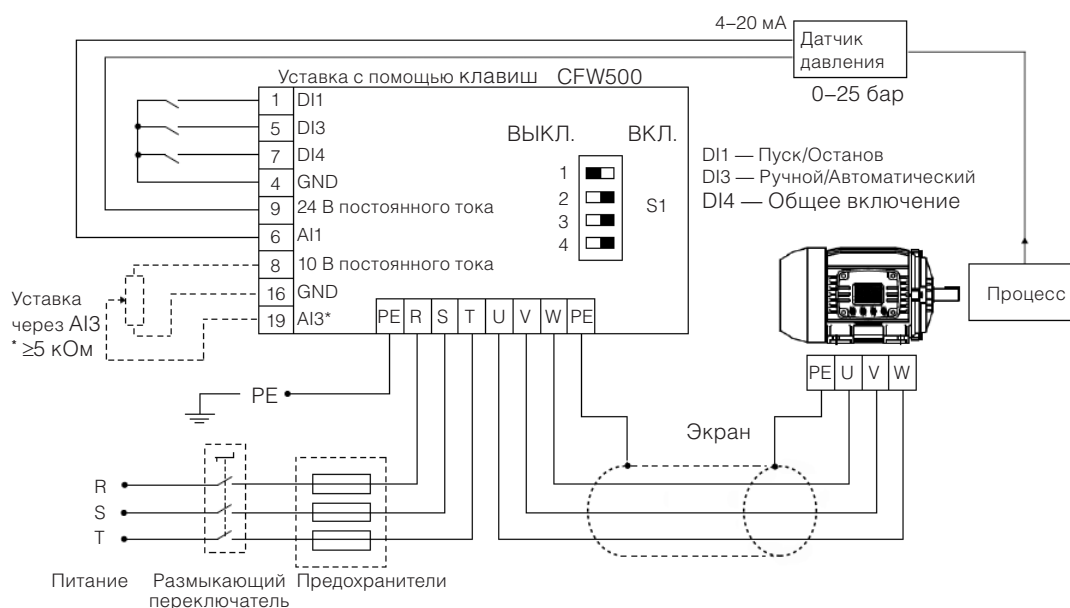 4–20 мА
Датчик
давления
0–25 бар
Уставка с помощью клавиш CFW500
1 DI1
5 DI3
7 DI4
4 GND
9 24 В постоянного тока
6 AI1
8 10 В постоянного тока
16 GND
19 AI3*
ВЫКЛ. ВКЛ.
1
2
3
4
S1
DI1 — Пуск/Останов
DI3 — Ручной/Автоматический
DI4 — Общее включение
Процесс
Уставка
через AI3
* ≥5 кОм
PE R S T U V W PE
PE U V W
PE
Экран
R
S
T
Питание
Размыкающий
переключатель
Предохранители